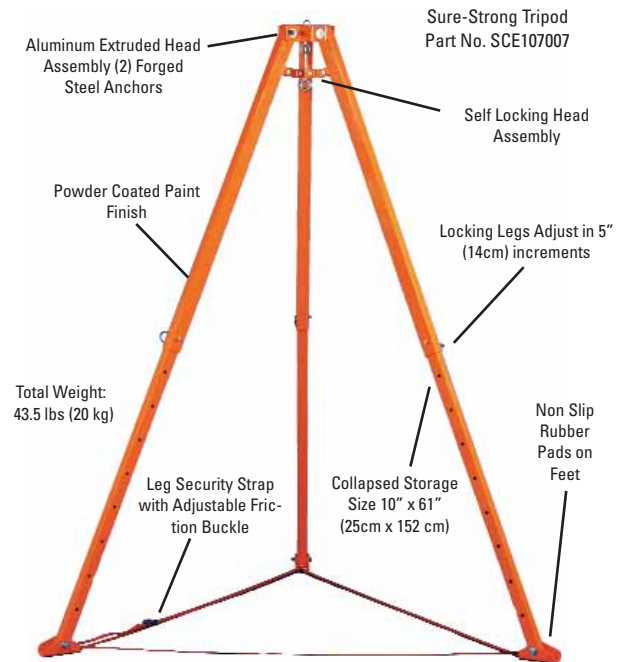 Sure-Strong Tripod
Part No. SCE107007
Aluminum Extruded Head
Assembly (2) Forged
Steel Anchors
Self Locking Head
Assembly
Powder Coated Paint
Finish
Locking Legs Adjust in 5"
(14cm) increments
Total Weight:
43.5 lbs (20 kg)
Non Slip
Rubber
Pads on
Feet
Leg Security Strap
with Adjustable Fric-
tion Buckle
Collapsed Storage
Size 10" x 61"
(25cm x 152 cm)